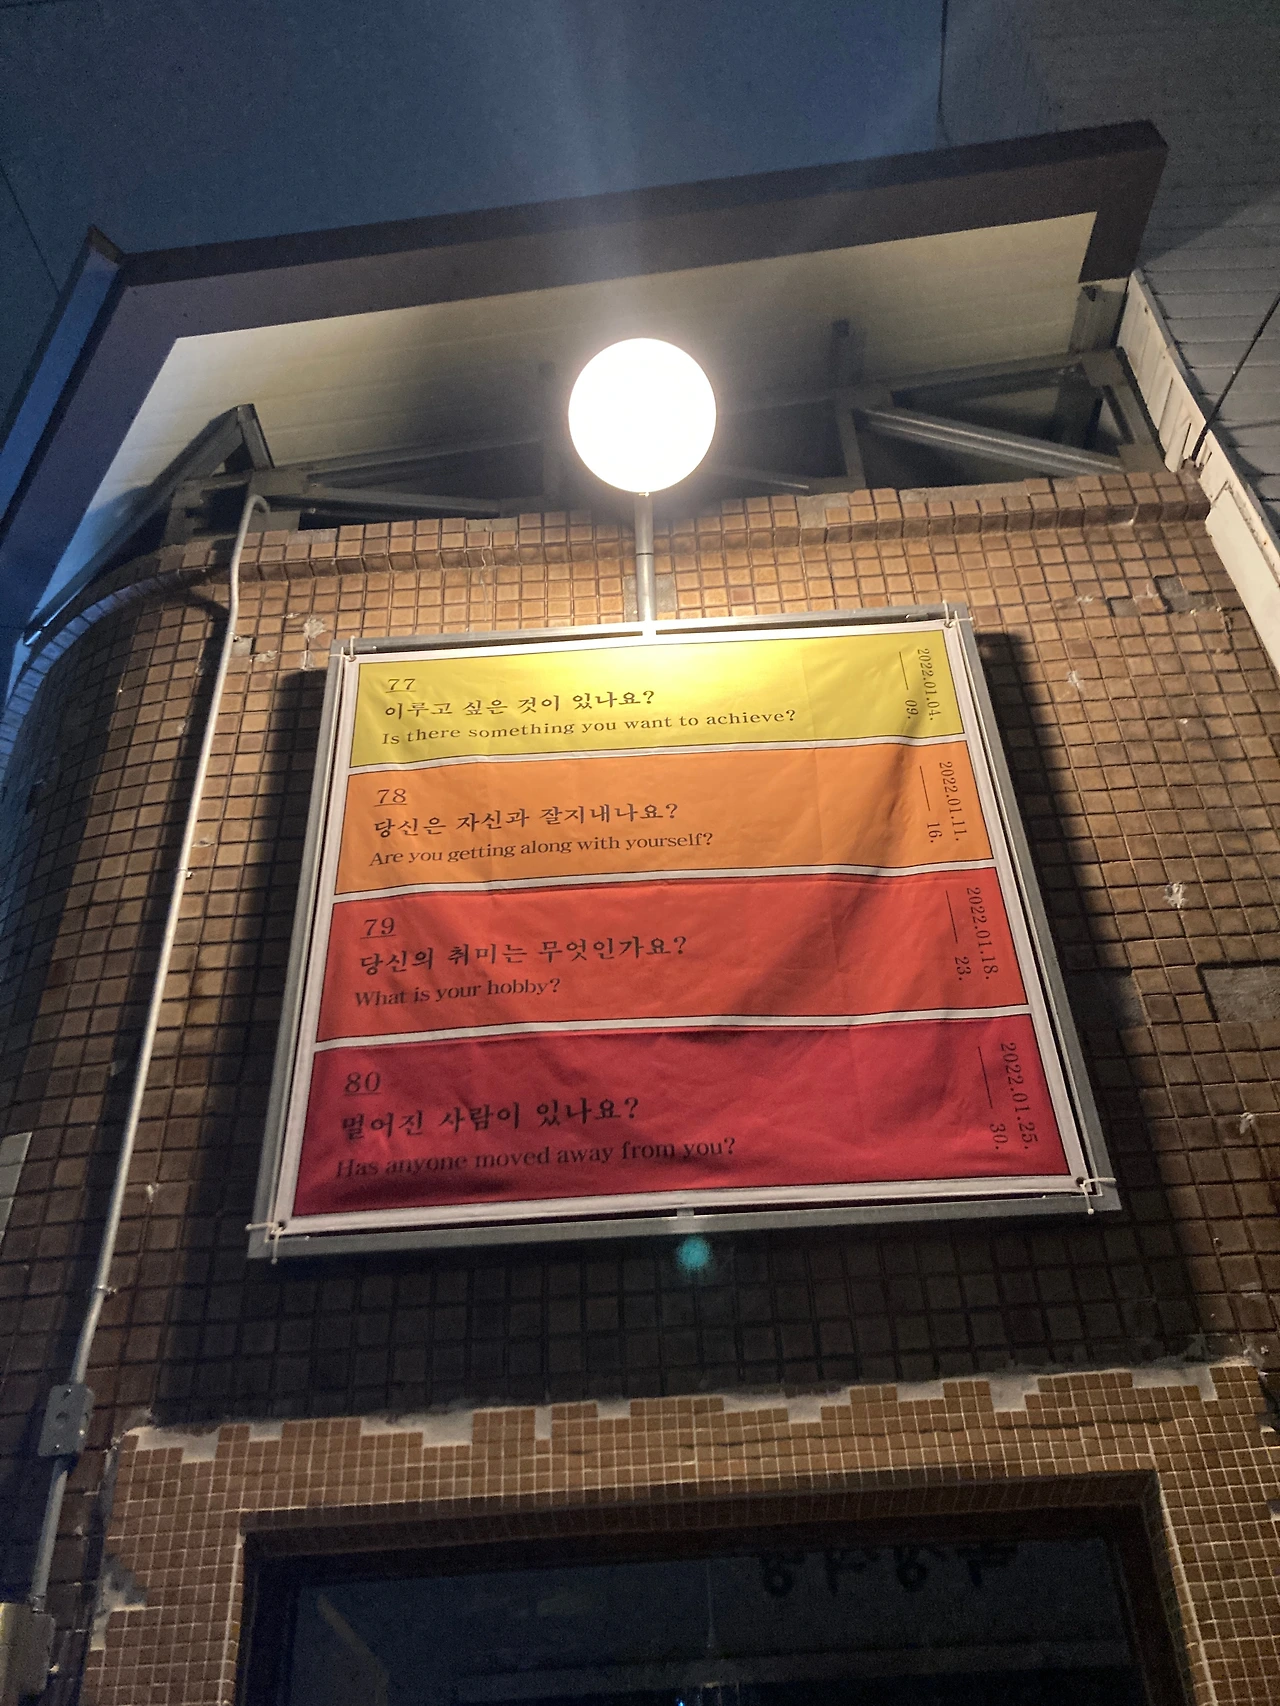 77
이루고 싶은 것이 있나요?
Is there something you want to achieve?
2022.01.04.
09.
78
당신은 자신과 잘지내나요?
Are you getting along with yourself?
2022.01.11.
16.
79
당신의 취미는 무엇인가요?
What is your hobby?
2022.01.18.
23.
80
멀어진 사람이 있나요?
Has anyone moved away from you?
2022.01.25.
30.